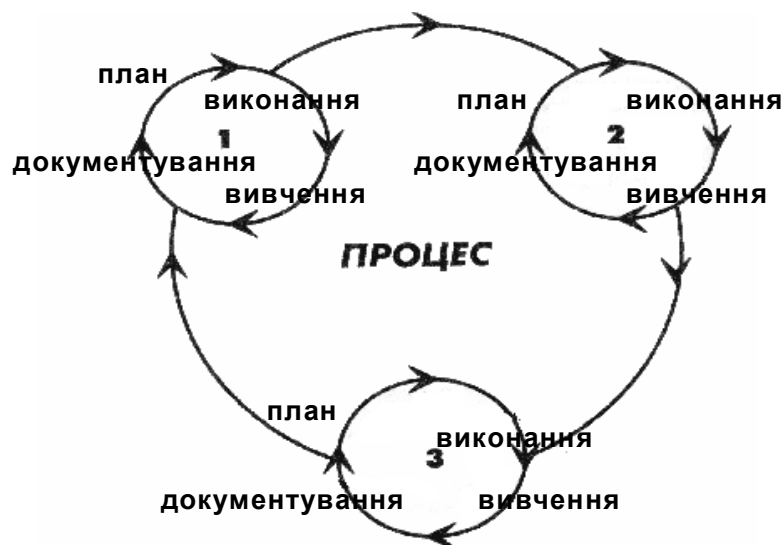 план
виконання
1
документування
вивчення
план
виконання
2
документування
вивчення
ПРОЦЕС
план
виконання
3
документування
вивчення